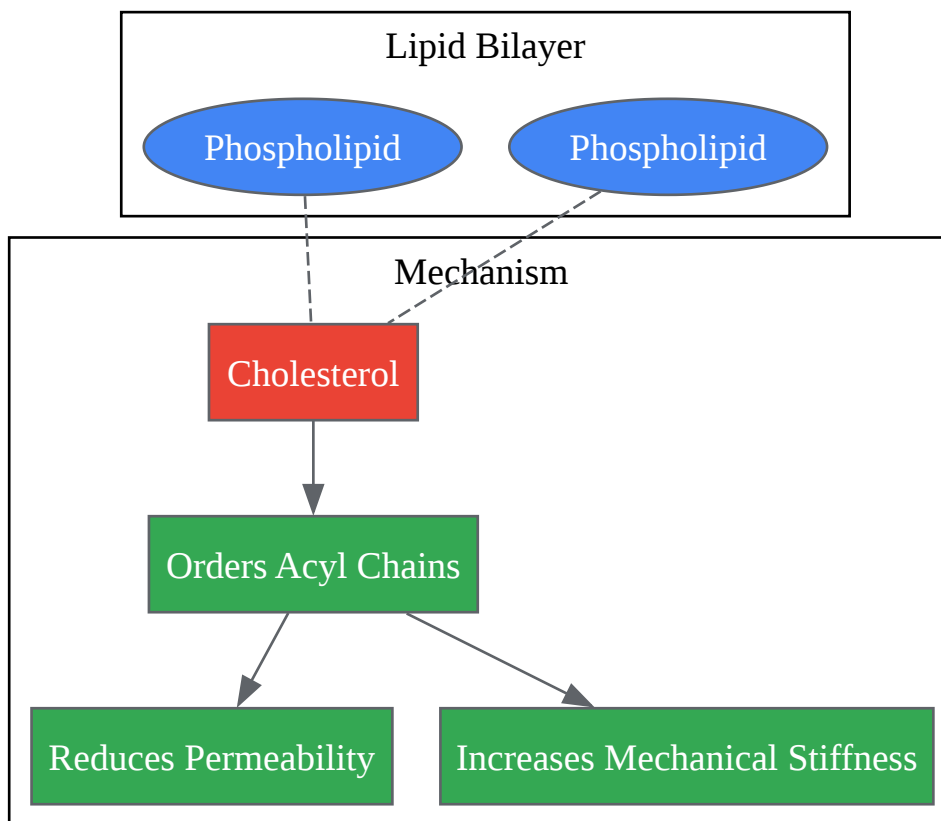 Lipid Bilayer
Phospholipid
Phospholipid
Mechanism
Cholesterol
Orders Acyl Chains
Reduces Permeability
Increases Mechanical Stiffness